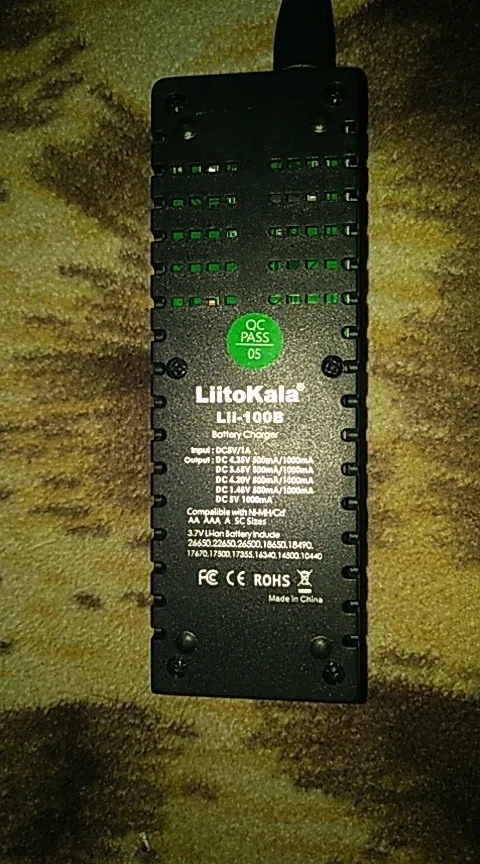 QC
PASS
05
LiitoKala®
Lii-100B
Battery Charger
Input : DC5V/1A
Output : DC 4.35V 500mA/1000mA
DC 3.65V 500mA/1000mA
DC 4.20V 500mA/1000mA
DC 1.48V 500mA/1000mA
DC 5V 1000mA
Compatible with Ni-MH/Cd
AA AAA A SC Sizes
3.7V Li-ion Battery Include
26650,22650,26500,18650,18490,
17670,17500,17355,16340,14500,10440
FC CE ROHS
Made in China